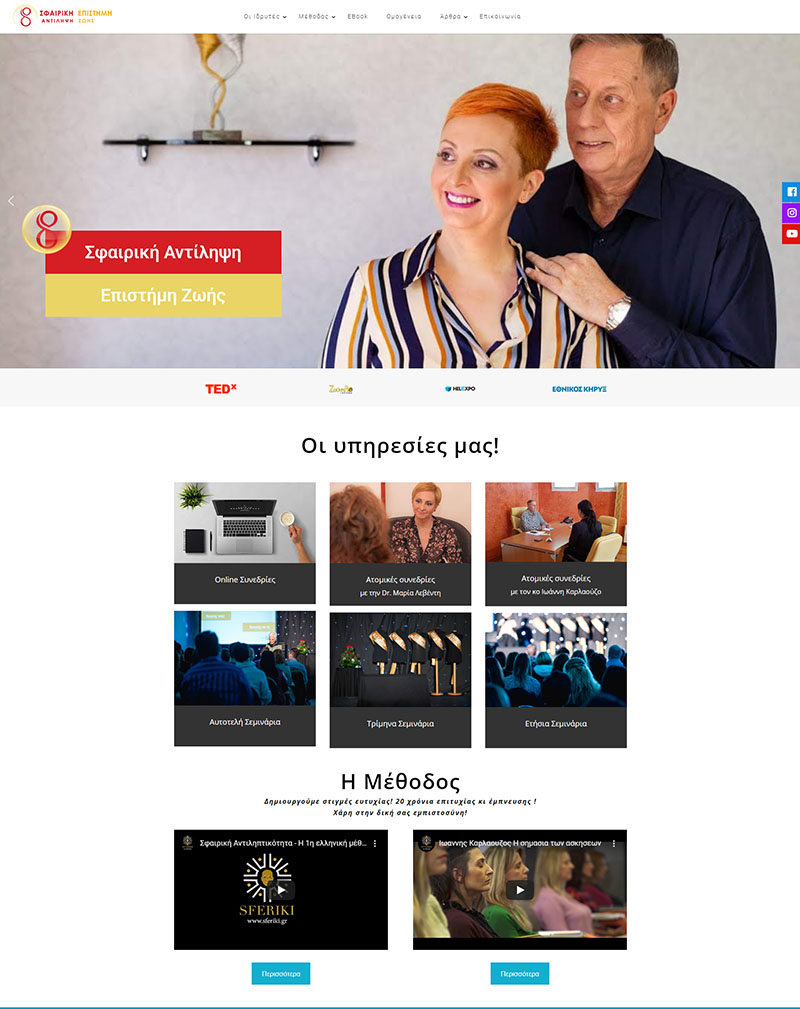 ΣΦΑΙΡΙΚΗ ΕΠΙΣΤΗΜΗ
ΑΝΤΙΛΗΨΗ ΖΩΗΣ
Οι Ιδρυτές Μέθοδος EBook Ομογένεια Άρθρα Επικοινωνία
Σφαιρική Αντίληψη
Επιστήμη Ζωής
TEDx HELEXPO ΕΘΝΙΚΟΣ ΚΗΡΥΞ
Οι υπηρεσίες μας!
Online Συνεδρίες
Ατομικές συνεδρίες
με την Dr. Μαρία Λεβέντη
Ατομικές συνεδρίες
με τον κο Ιωάννη Καρλαούζο
Αυτοτελή Σεμινάρια
Τρίμηνα Σεμινάρια
Ετήσια Σεμινάρια
Η Μέθοδος
Δημιουργούμε στιγμές ευτυχίας! 20 χρόνια επιτυχίας κι έμπνευσης !
Χάρη στην δική σας εμπιστοσύνη!
Σφαιρική Αντιληπτικότητα - Η 1η ελληνική μέθ...
SFERIKI
www.sferiki.gr
Ιωαννης Καρλαουζος Η σημασια των ασκησεων
Περισσότερα
Περισσότερα